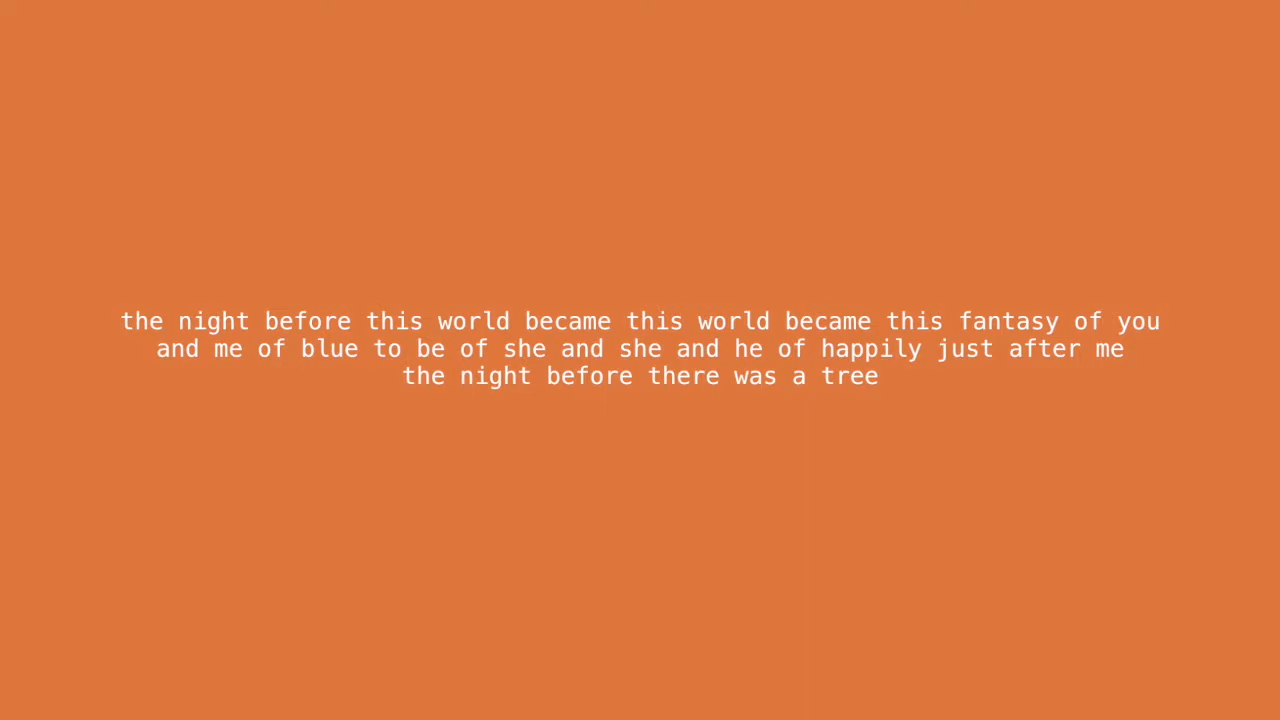 the night before this world became this world became this fantasy of you
and me of blue to be of she and she and he of happily just after me
the night before there was a tree